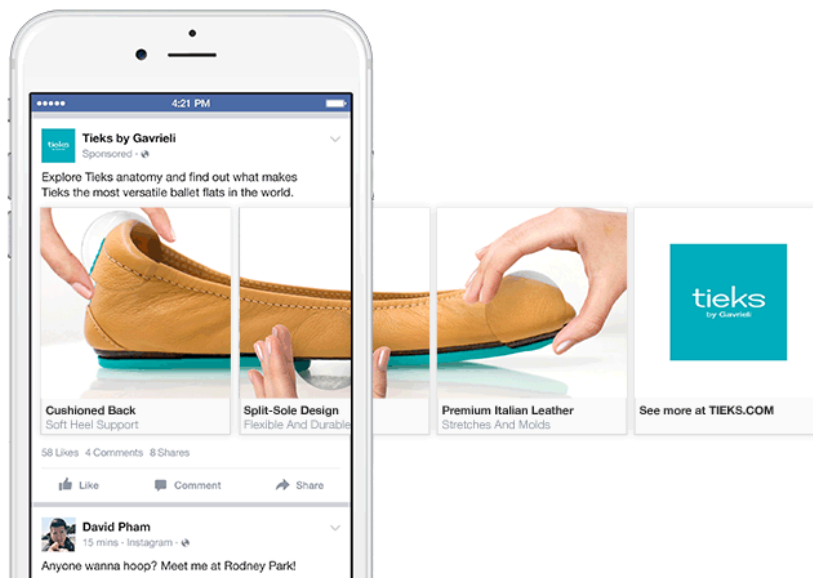 4:21 PM
tieks
Tieks by Gavrieli
Sponsored ·
Explore Tieks anatomy and find out what makes
Tieks the most versatile ballet flats in the world.
tieks
by Gavrieli
Cushioned Back
Soft Heel Support
Split-Sole Design
Flexible And Durable
Premium Italian Leather
Stretches And Molds
See more at TIEKS.COM
58 Likes 4 Comments 8 Shares
Like Comment Share
David Pham
15 mins · Instagram ·
Anyone wanna hoop? Meet me at Rodney Park!